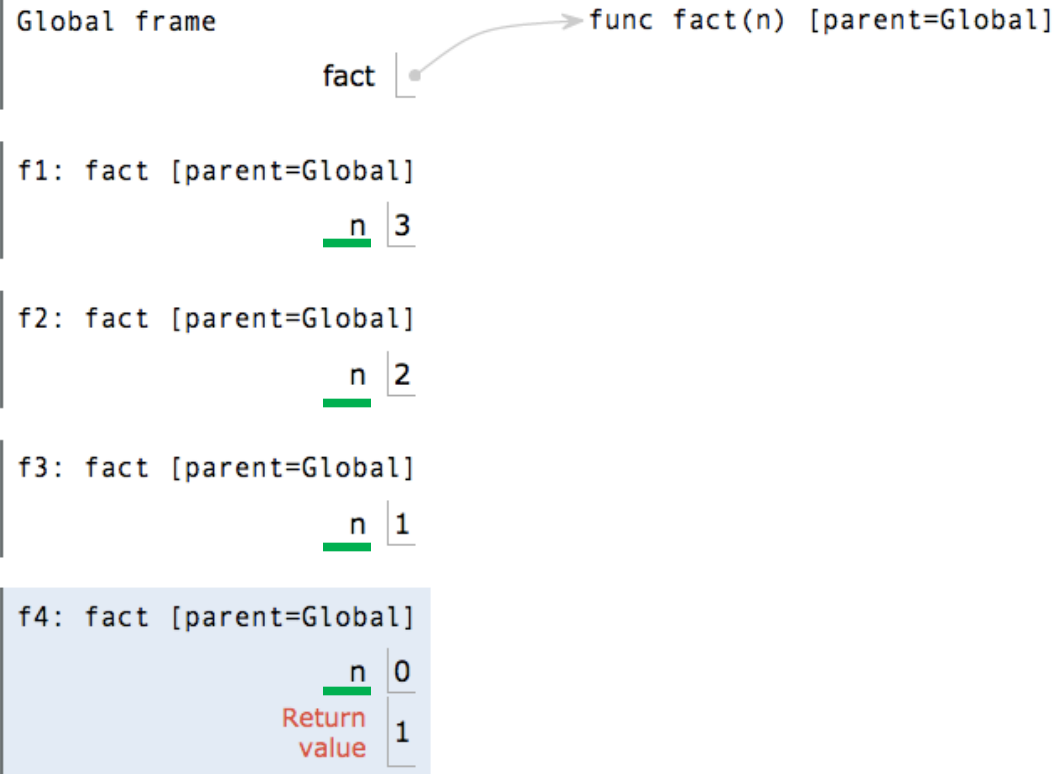 Global frame
func fact(n) [parent=Global]
fact
f1: fact [parent=Global]
n 3
f2: fact [parent=Global]
n 2
f3: fact [parent=Global]
n 1
f4: fact [parent=Global]
n 0
Return
value 1